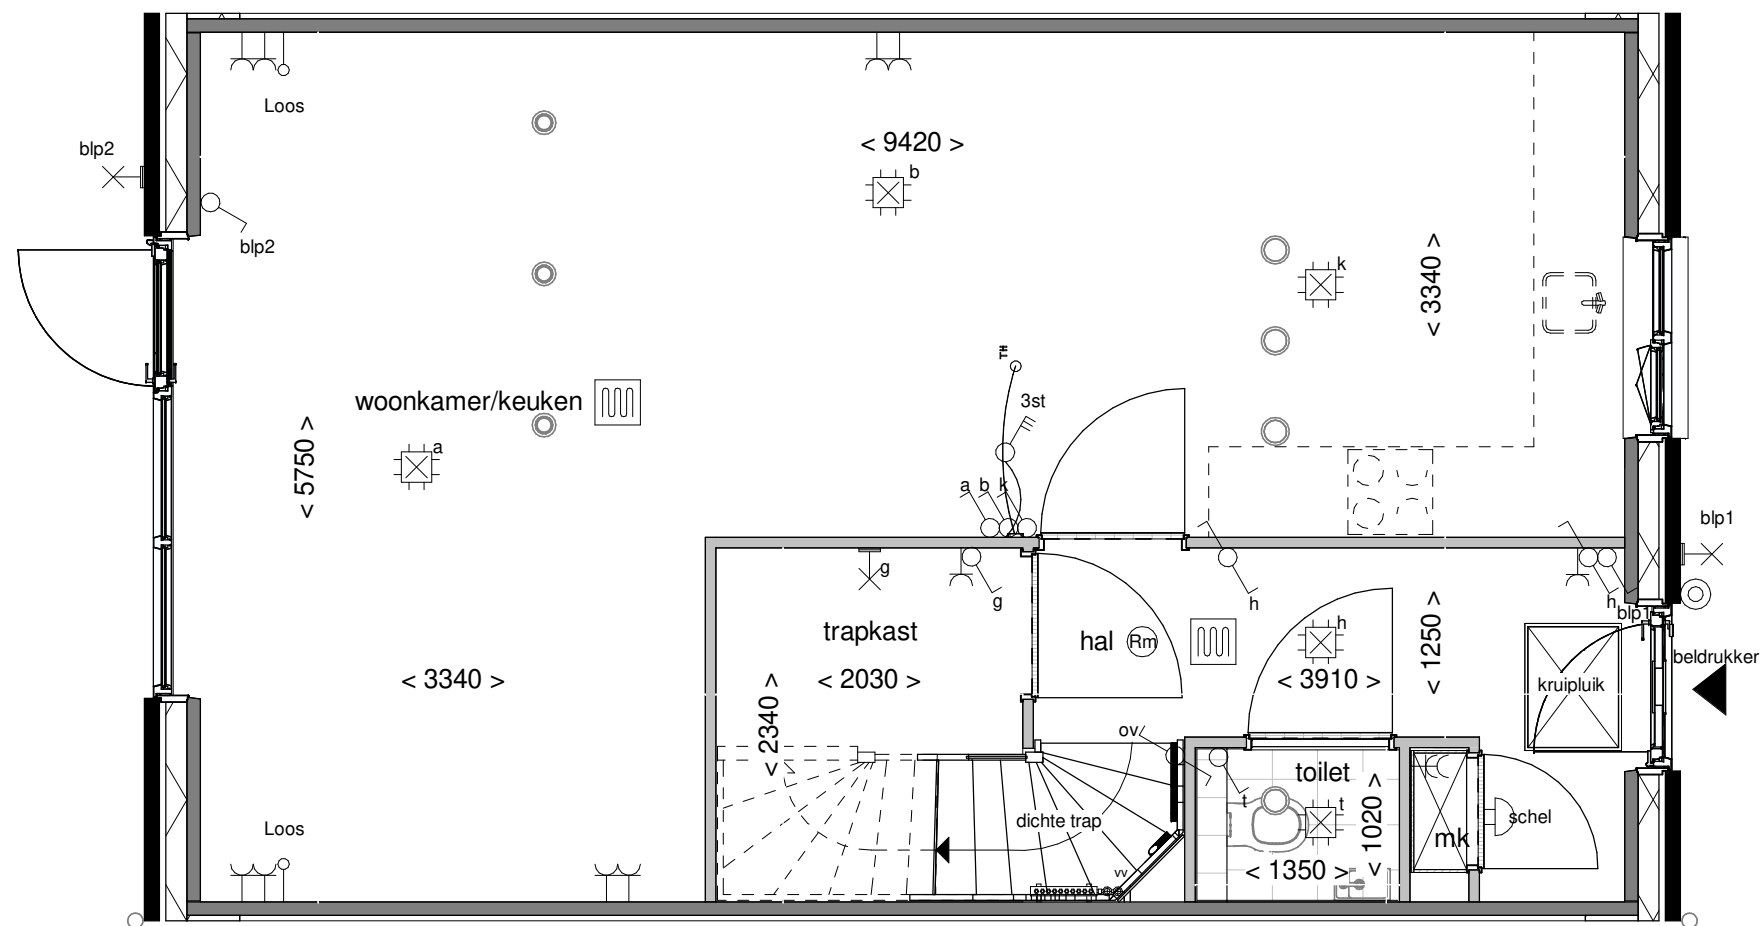 Loos
< 9420 >
blp2
b
blp2
k
< 3340 >
TH
woonkamer/keuken
3st
a
< 5750 >
a b k
blp1
g
g
h
h
blp1
trapkast
hal
Rm
h
< 1250 >
beldrukker
< 3340 >
< 2030 >
< 3910 >
kruipluik
< 2340 >
ov
toilet
t
t
< 1020 >
Loos
dichte trap
schel
mk
vv
< 1350 >